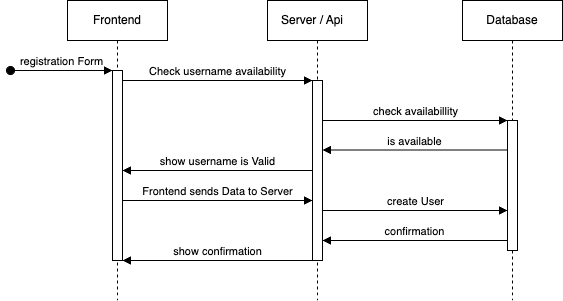 Frontend
Server / Api
Database
registration Form
Check username availability
check availabillity
is available
show username is Valid
Frontend sends Data to Server
create User
confirmation
show confirmation